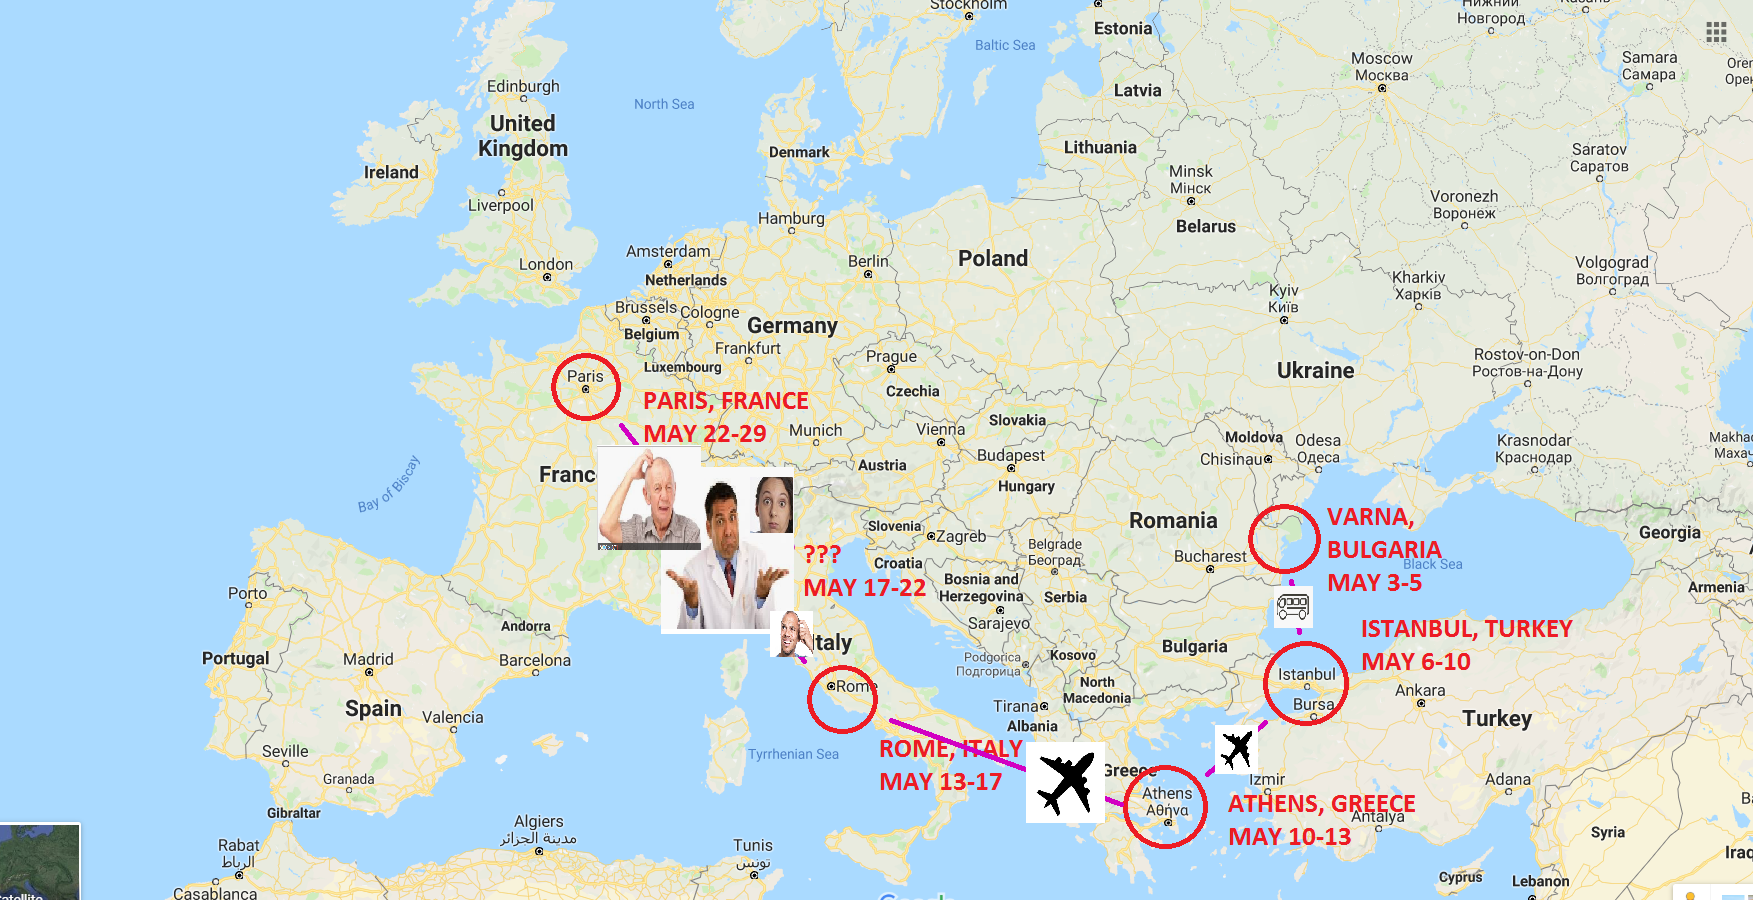 Stockholm
Baltic Sea
Estonia
Нижний
Новгород
Казань
Moscow
Москва
Samara
Самара
Latvia
Edinburgh
North Sea
United
Kingdom
Denmark
Lithuania
Saratov
Саратов
Ireland
Minsk
Мінск
Voronezh
Воронеж
Liverpool
Hamburg
Belarus
Amsterdam
Netherlands
London
Berlin
Poland
Volgograd
Волгоград
Kharkiv
Харків
Kyiv
Київ
Brussels
Cologne
Belgium
Germany
Frankfurt
Prague
Luxembourg
Czechia
Ukraine
Rostov-on-Don
Ростов-на-Дону
Paris
PARIS, FRANCE
MAY 22-29
Slovakia
Munich
Vienna
Moldova
Odesa
Одеса
Chisinau
Krasnodar
Краснодар
Budapest
Austria
Hungary
Franc
Bay of Biscay
Romania
VARNA,
BULGARIA
MAY 3-5
Georgia
Slovenia
Zagreb
???
MAY 17-22
Croatia
Belgrade
Београд
Bucharest
Black Sea
Bosnia and
Herzegovina
Serbia
Armenia
Porto
Sarajevo
Andorra
ISTANBUL, TURKEY
MAY 6-10
Italy
Bulgaria
Portugal
Madrid
Barcelona
Podgorica
Подгорица
Kosovo
Istanbul
Rome
North
Macedonia
Ankara
Spain
Valencia
Tirana
Albania
Bursa
Turkey
Seville
Granada
Tyrrhenian Sea
ROME, ITALY
MAY 13-17
Greece
Izmir
Adana
Athens
Αθήνα
ATHENS, GREECE
MAY 10-13
Antalya
Gibraltar
Algiers
مدينة الجزائر
Syria
Rabat
الرباط
Tunis
تونس
Iraq
Casablanca
Cyprus
Lebanon
Satellite
Google